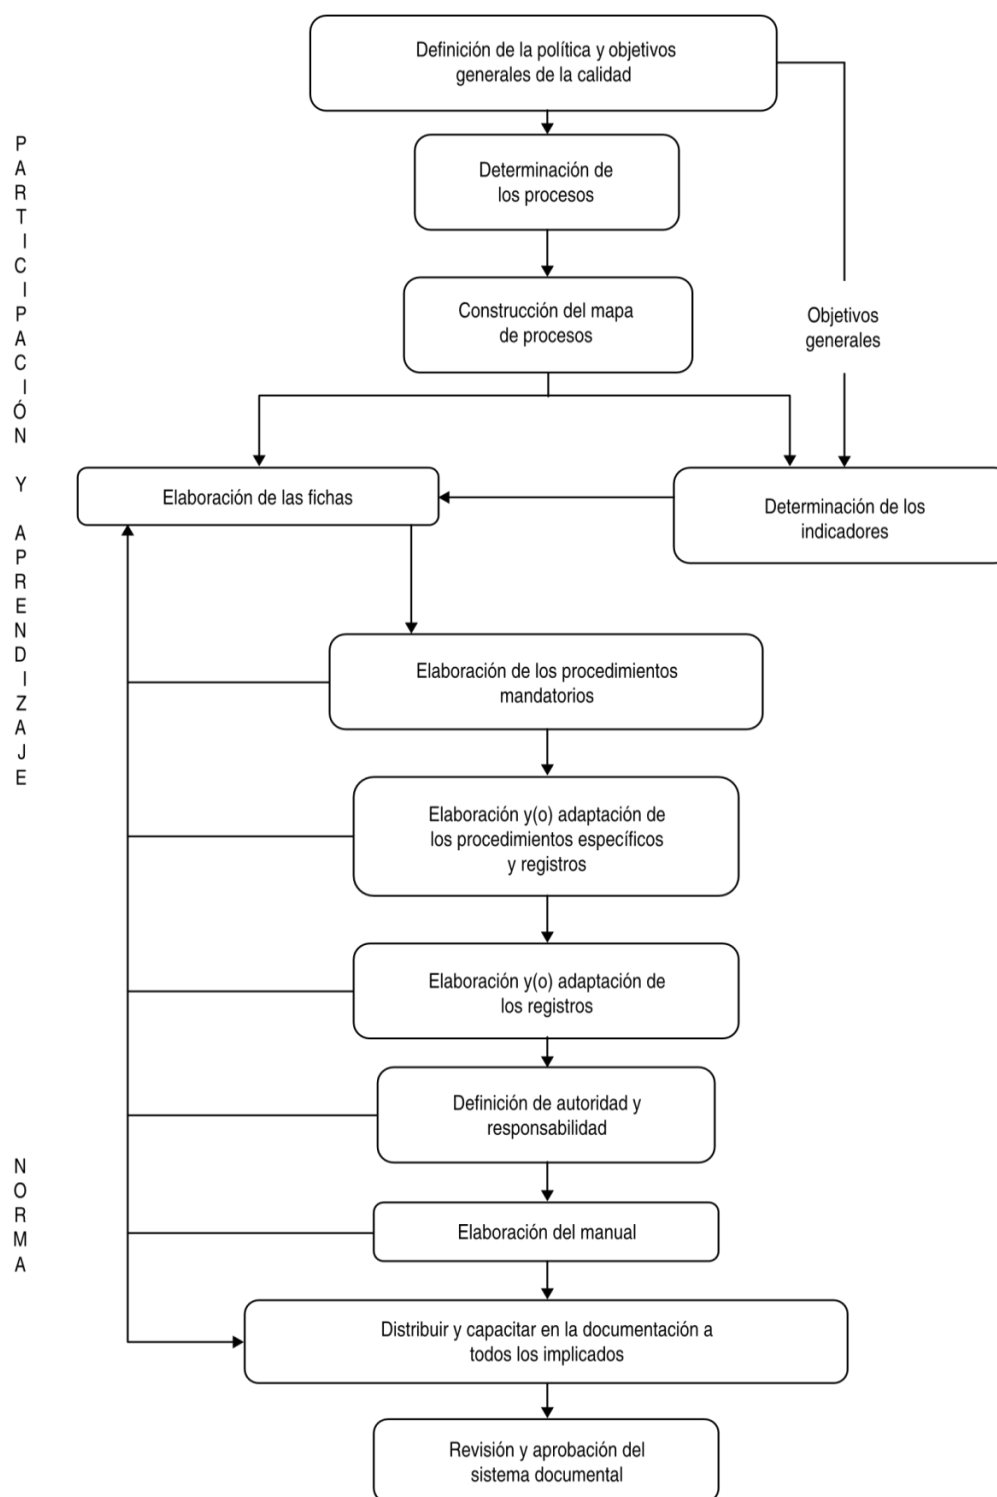 Definición de la política y objetivos
generales de la calidad
Determinación de
los procesos
Construcción del mapa
de procesos
Objetivos
generales
Elaboración de las fichas
Determinación de los
indicadores
Elaboración de los procedimientos
mandatorios
Elaboración y(o) adaptación de
los procedimientos específicos
y registros
Elaboración y(o) adaptación de
los registros
Definición de autoridad y
responsabilidad
Elaboración del manual
Distribuir y capacitar en la documentación a
todos los implicados
Revisión y aprobación del
sistema documental
PARTICIPACIÓN Y APRENDIZAJE
NORMA